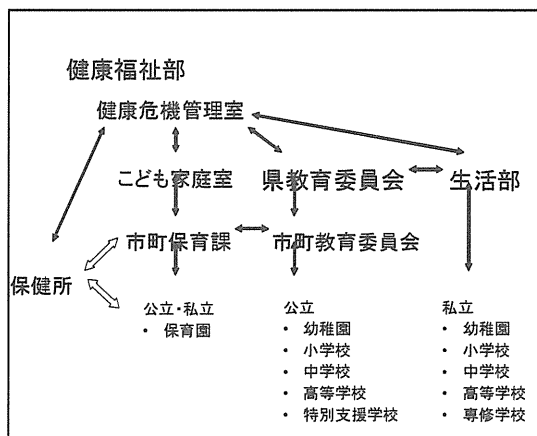 健康福祉部
健康危機管理室
こども家庭室
県教育委員会
生活部
市町保育課
市町教育委員会
保健所
公立・私立
• 保育園
公立
• 幼稚園
• 小学校
• 中学校
• 高等学校
• 特別支援学校
私立
• 幼稚園
• 小学校
• 中学校
• 高等学校
• 専修学校